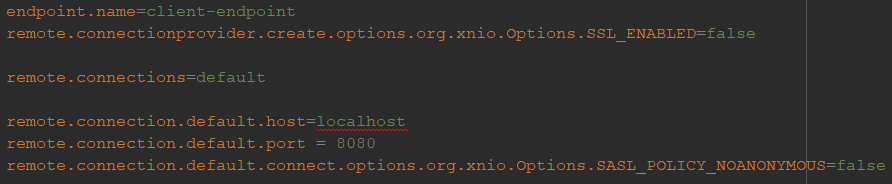 endpoint.name=client-endpoint
remote.connectionprovider.create.options.org.xnio.Options.SSL_ENABLED=false
remote.connections=default
remote.connection.default.host=localhost
remote.connection.default.port = 8080
remote.connection.default.connect.options.org.xnio.Options.SASL_POLICY_NOANONYMOUS=false